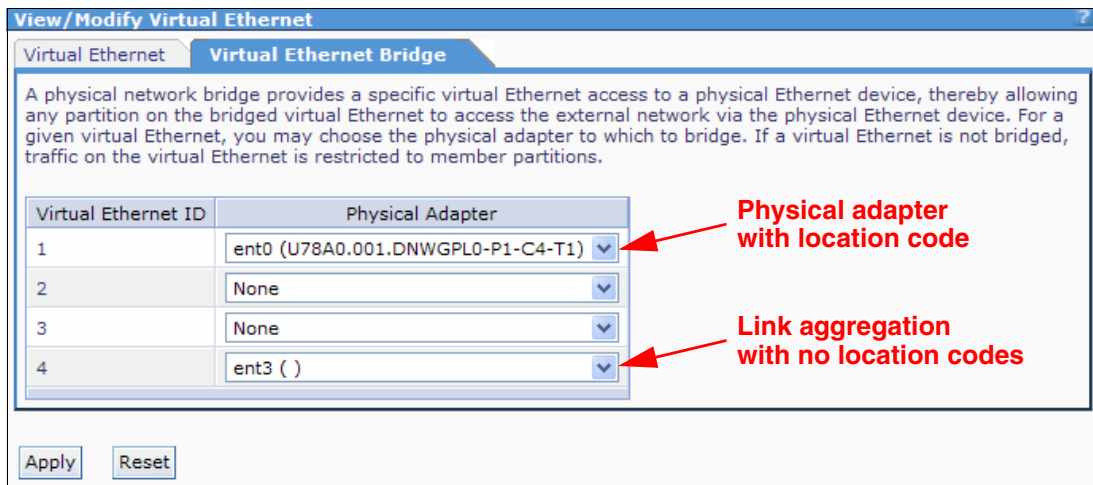 View/Modify Virtual Ethernet ?
Virtual Ethernet Virtual Ethernet Bridge
A physical network bridge provides a specific virtual Ethernet access to a physical Ethernet device, thereby allowing
any partition on the bridged virtual Ethernet to access the external network via the physical Ethernet device. For a
given virtual Ethernet, you may choose the physical adapter to which to bridge. If a virtual Ethernet is not bridged,
traffic on the virtual Ethernet is restricted to member partitions.
Virtual Ethernet ID Physical Adapter
1 ent0 (U78A0.001.DNWGPL0-P1-C4-T1)
2 None
3 None
4 ent3 ( )
Physical adapter
with location code
Link aggregation
with no location codes
Apply Reset